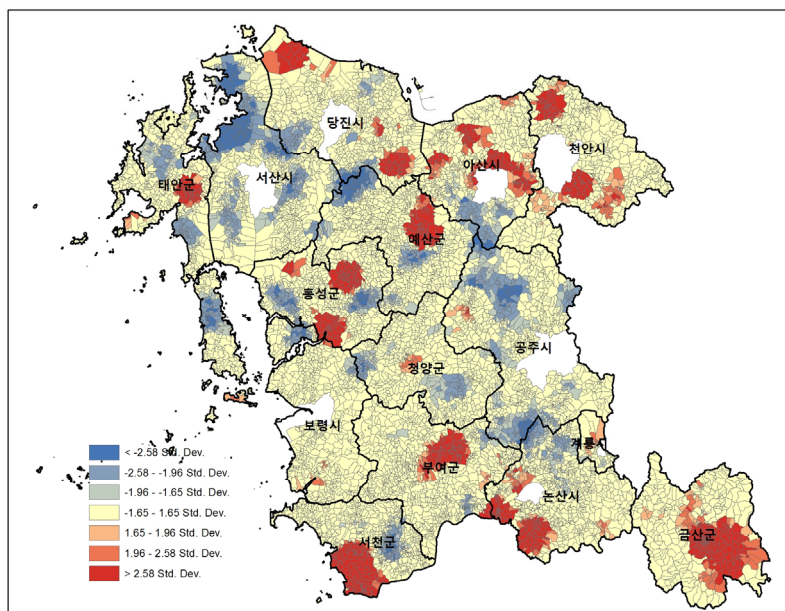 당진시
천안시
아산시
서산시
태안군
예산군
홍성군
공주시
청양군
보령시
계룡시
부여군
논산시
서천군
금산군
< -2.58 Std. Dev.
-2.58 - -1.96 Std. Dev.
-1.96 - -1.65 Std. Dev.
-1.65 - 1.65 Std. Dev.
1.65 - 1.96 Std. Dev.
1.96 - 2.58 Std. Dev.
> 2.58 Std. Dev.